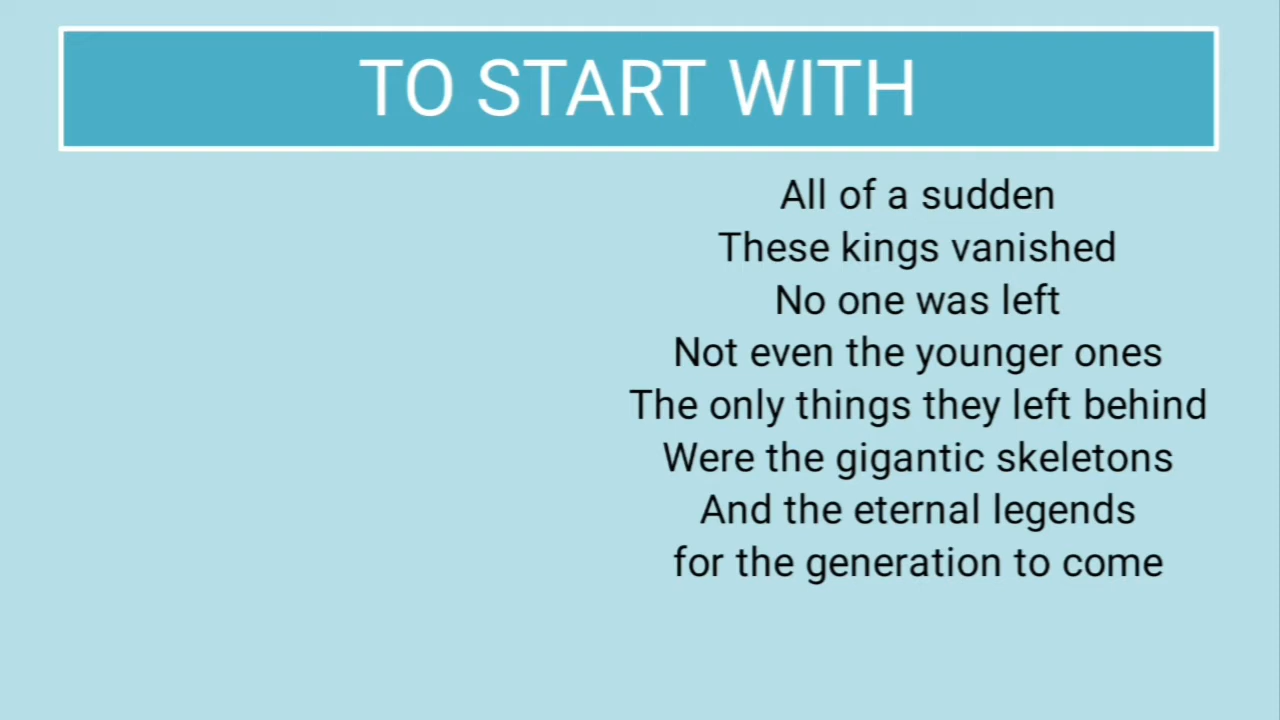 TO START WITH
All of a sudden
These kings vanished
No one was left
Not even the younger ones
The only things they left behind
Were the gigantic skeletons
And the eternal legends
for the generation to come